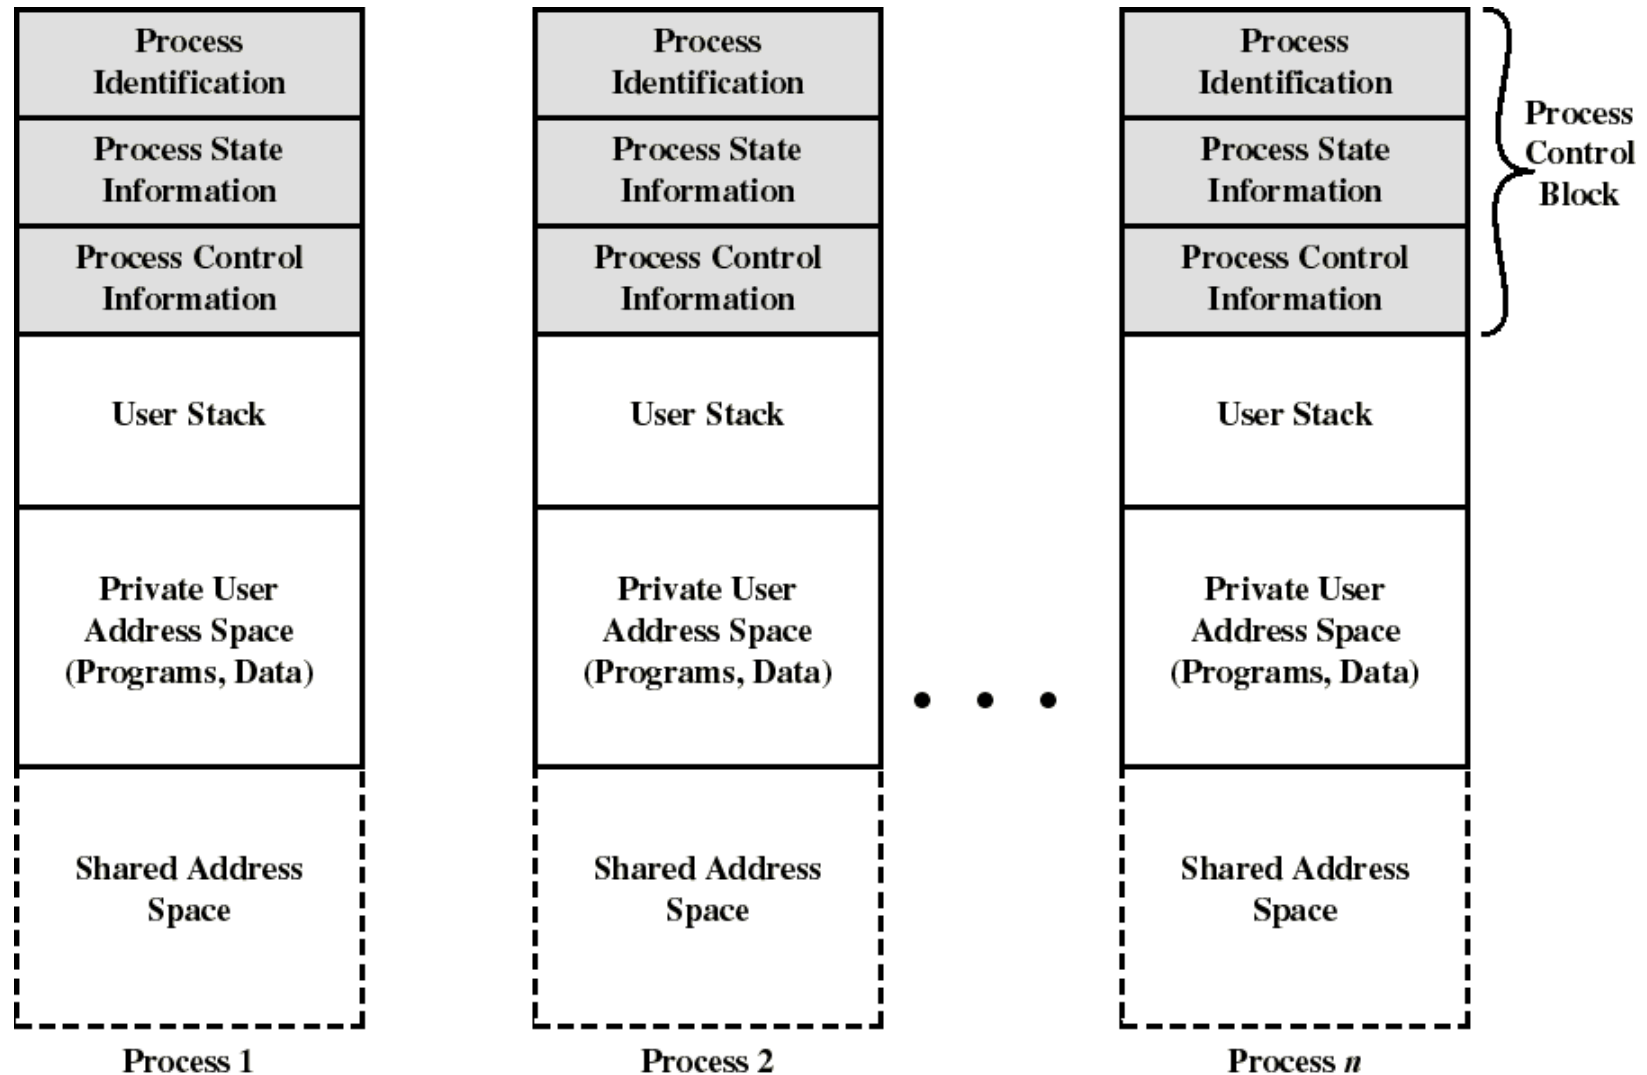 Process
Identification
Process State
Information
Process Control
Information
User Stack
Private User
Address Space
(Programs, Data)
Shared Address
Space
Process 1
Process
Identification
Process State
Information
Process Control
Information
User Stack
Private User
Address Space
(Programs, Data)
Shared Address
Space
Process 2
Process
Identification
Process State
Information
Process Control
Information
User Stack
Private User
Address Space
(Programs, Data)
Shared Address
Space
Process n
Process
Control
Block